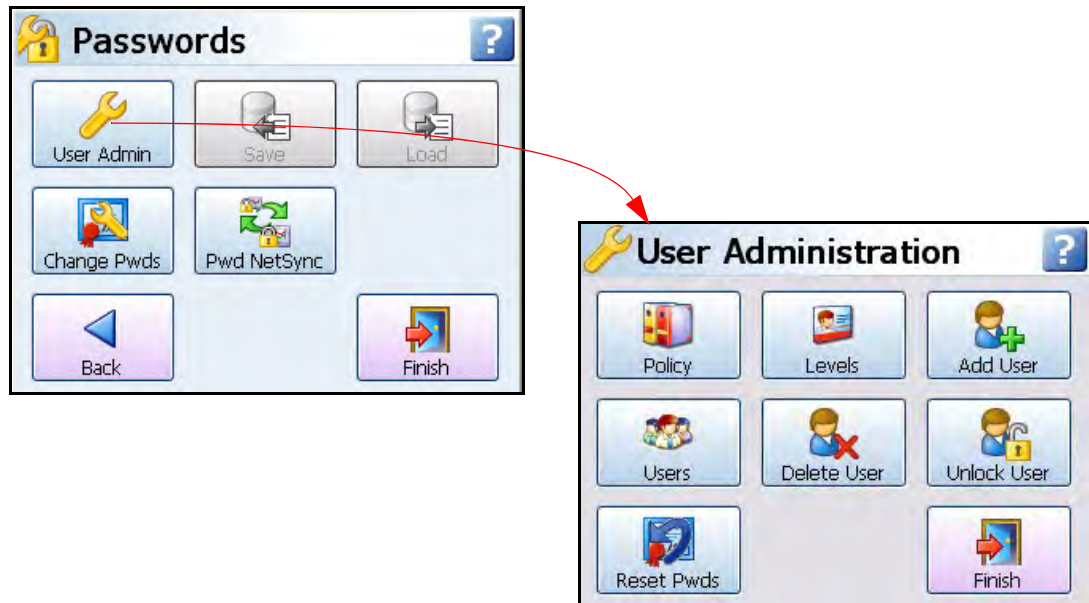 Passwords ?
User Admin Save Load
Change Pwds Pwd NetSync
Back Finish
User Administration ?
Policy Levels Add User
Users Delete User Unlock User
Reset Pwds Finish